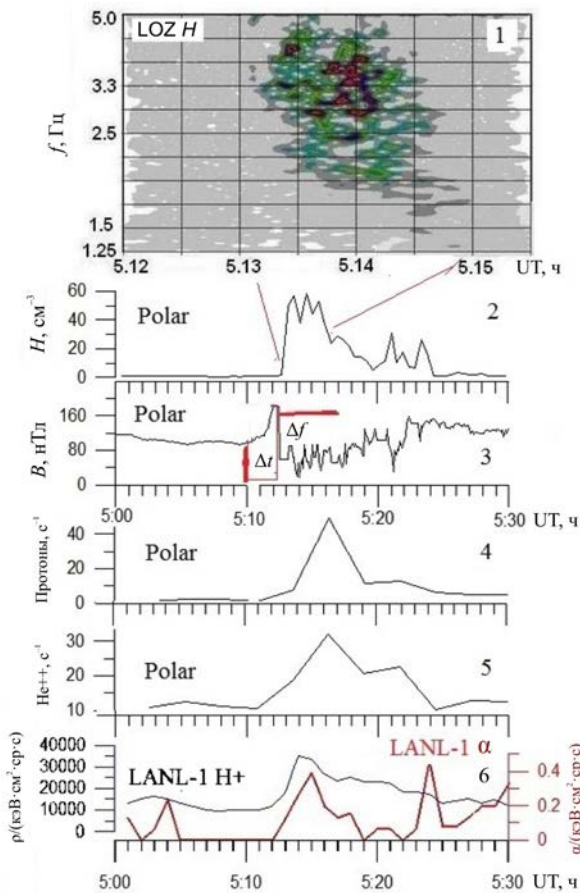 5.0
LOZ H
1
3.3
f, Гц
2.5
1.5
1.25
5.12 5.13 5.14 5.15 UT, ч
60
Polar
2
H, см⁻³
40
20
0
Polar
160
B, нТл
80
Δt
Δf
3
0
5:00 5:10 5:20 5:30 UT, ч
Протоны, с⁻¹
40
Polar
4
20
0
He++, с⁻¹
30
Polar
5
20
10
ρ/(кэВ·см²·ср·с)
40000
30000
20000
10000
0
LANL-1 H+
LANL-1 α
6
0.4
0.2
0
α/(кэВ·см²·ср·с)
5:00 5:10 5:20 5:30 UT, ч